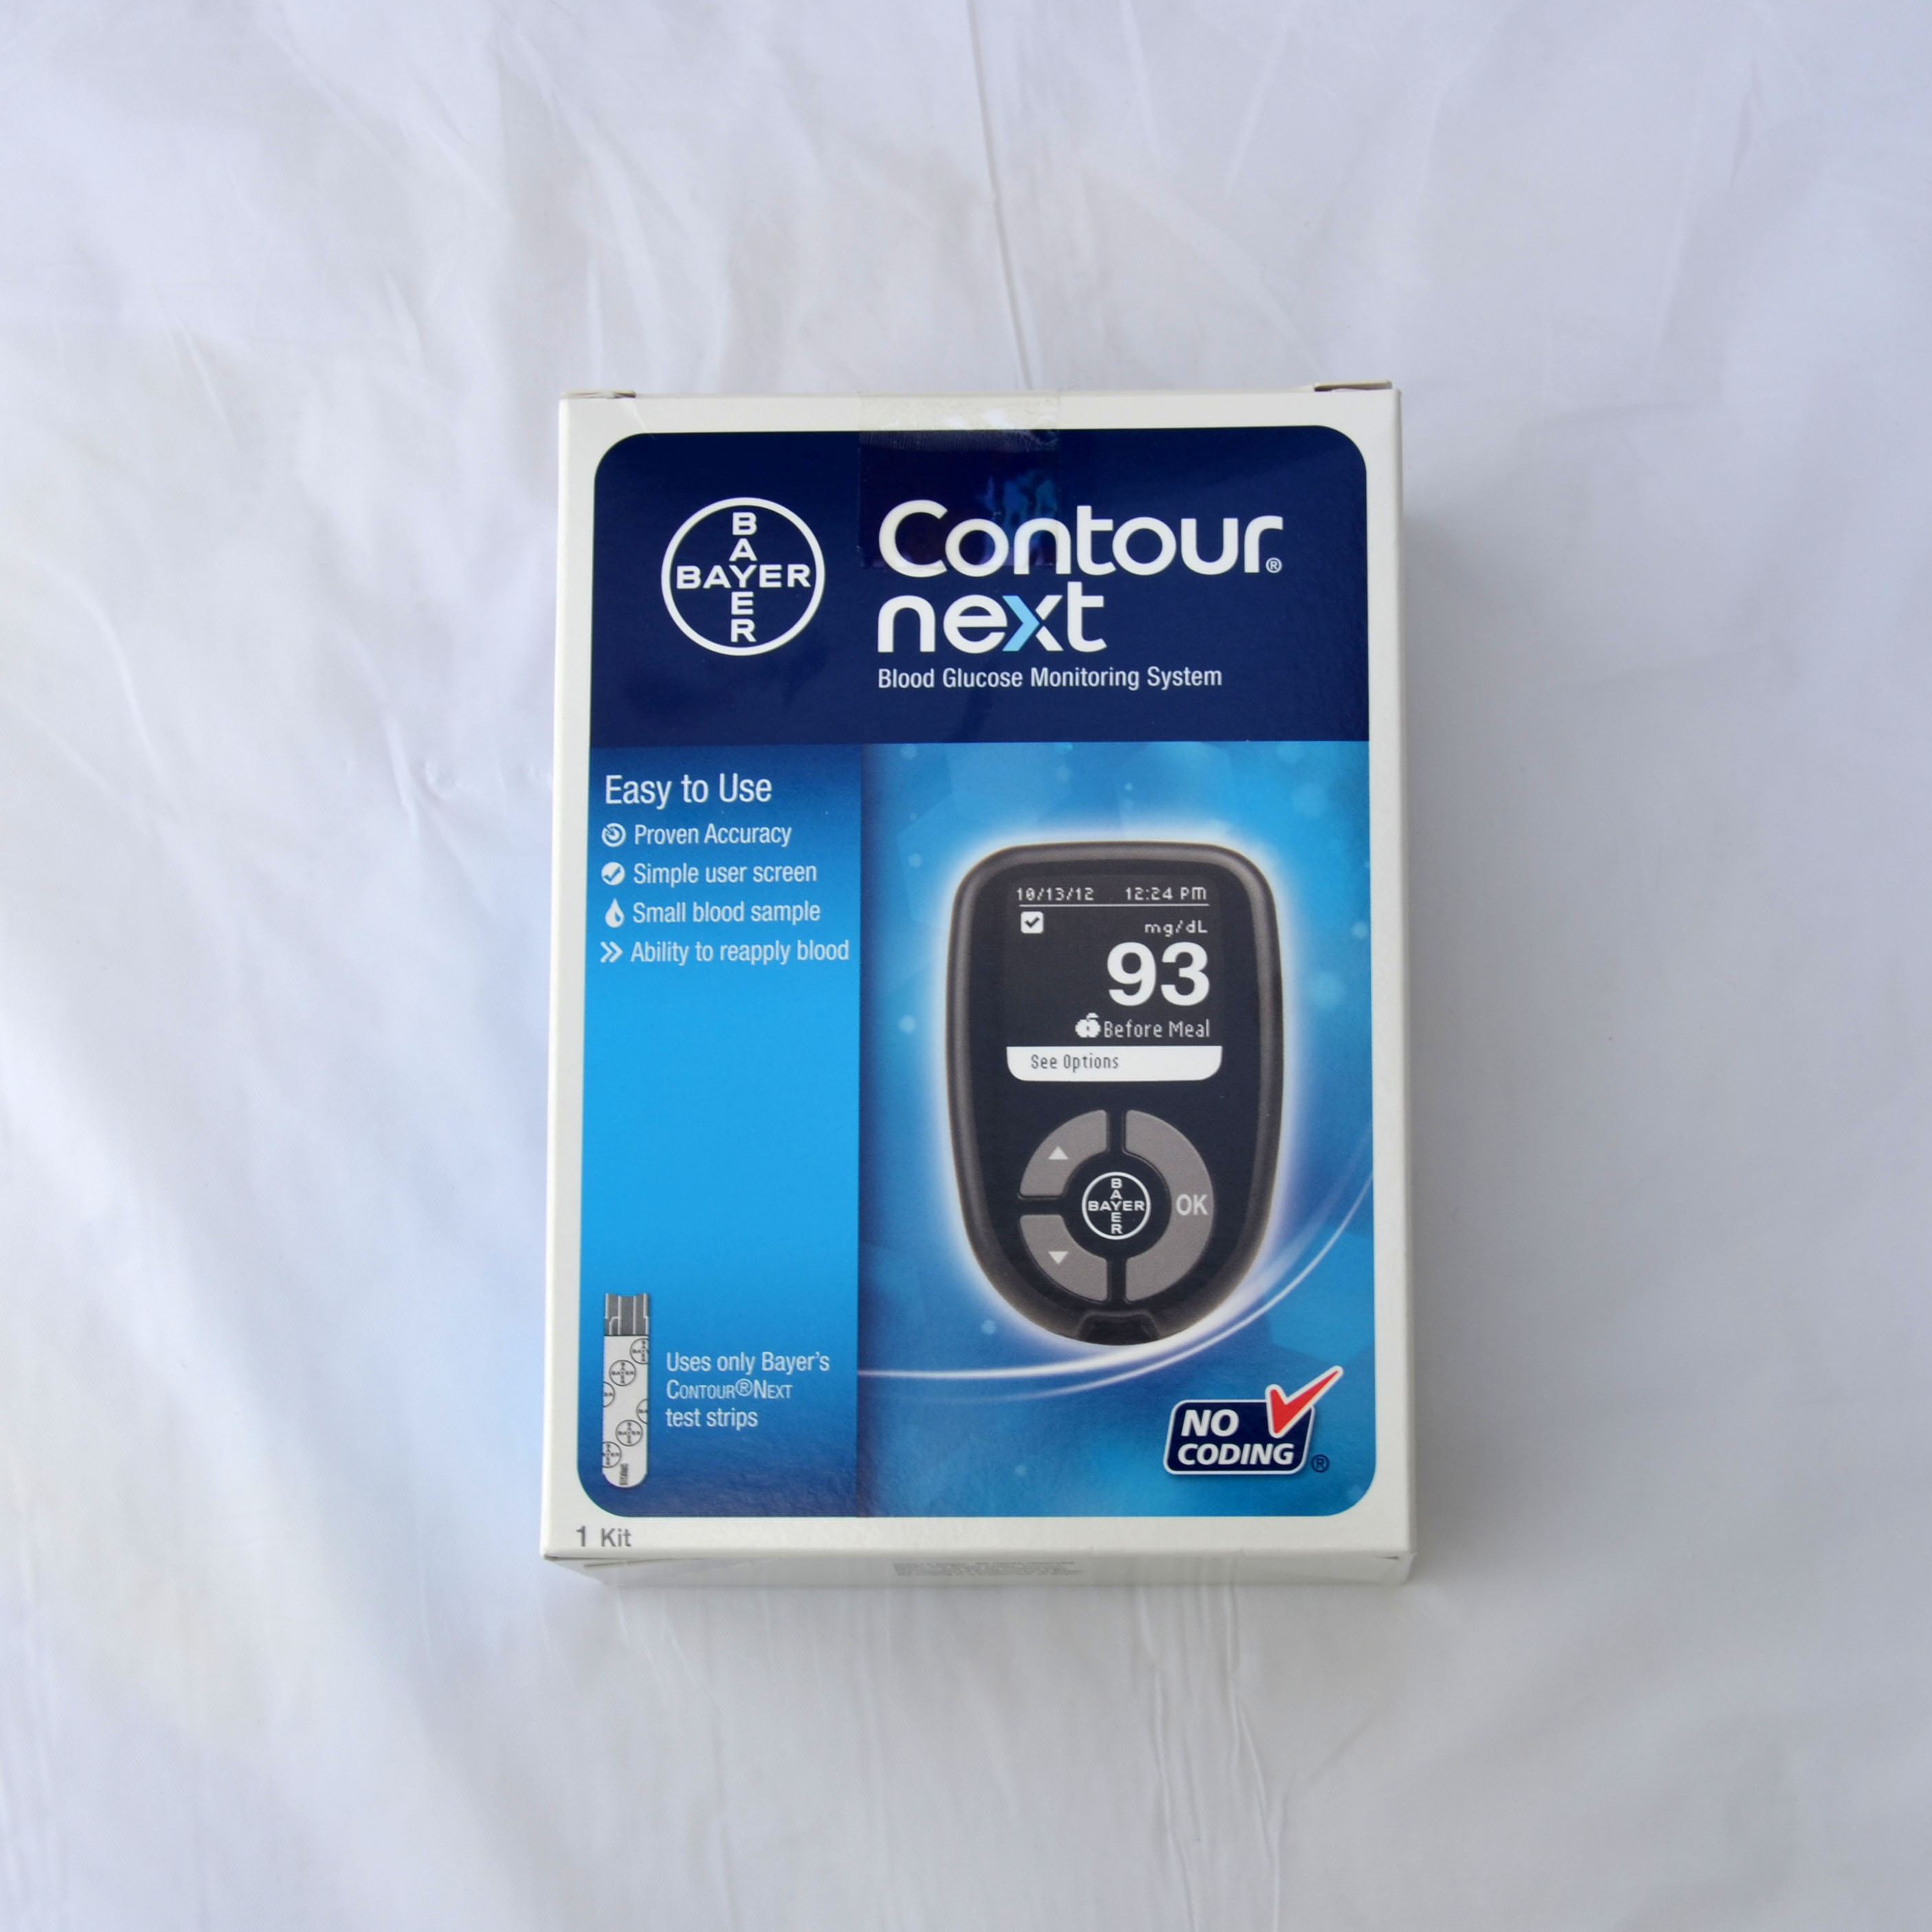 BAYER
BAYER
Contour®
next
Blood Glucose Monitoring System
Easy to Use
Proven Accuracy
Simple user screen
Small blood sample
Ability to reapply blood
10/13/12 12:24 PM
mg/dL
93
Before Meal
See Options
OK
BAYER
BAYER
Uses only Bayer's
CONTOUR®NEXT
test strips
NO
CODING®
1 Kit